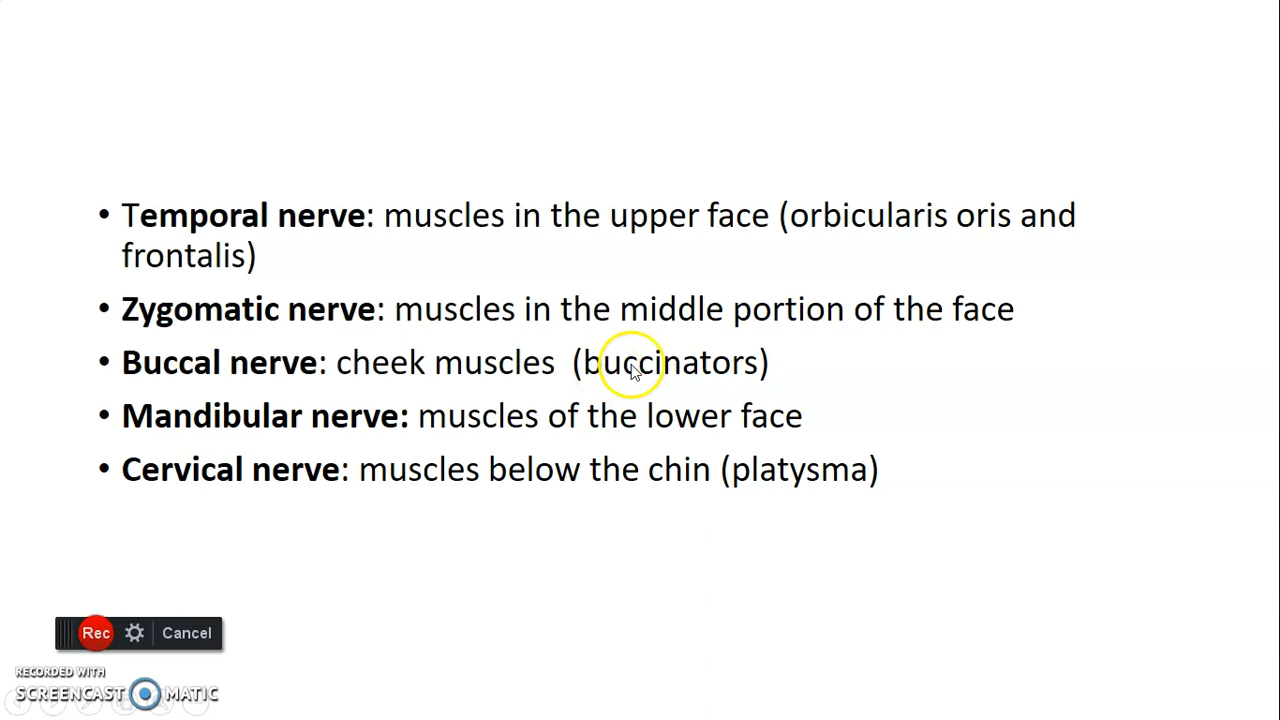 • Temporal nerve: muscles in the upper face (orbicularis oris and
frontalis)
• Zygomatic nerve: muscles in the middle portion of the face
• Buccal nerve: cheek muscles (buccinators)
• Mandibular nerve: muscles of the lower face
• Cervical nerve: muscles below the chin (platysma)
Rec Cancel
RECORDED WITH
SCREENCAST MATIC